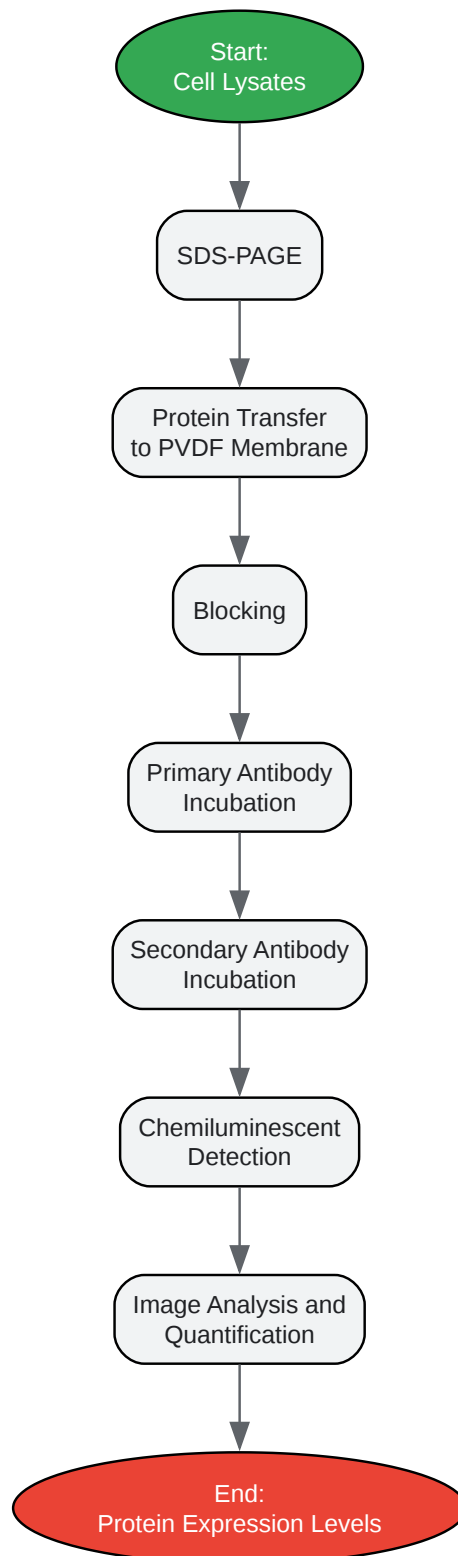 Start:
Cell Lysates
SDS-PAGE
Protein Transfer
to PVDF Membrane
Blocking
Primary Antibody
Incubation
Secondary Antibody
Incubation
Chemiluminescent
Detection
Image Analysis and
Quantification
End:
Protein Expression Levels